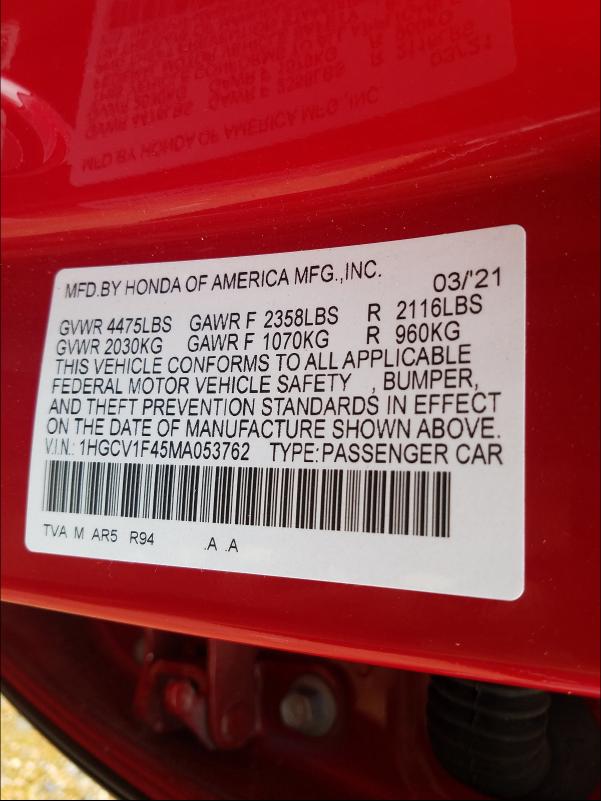 MFD.BY HONDA OF AMERICA MFG.,INC. 03/'21
GVWR 4475LBS GAWR F 2358LBS R 2116LBS
GVWR 2030KG GAWR F 1070KG R 960KG
THIS VEHICLE CONFORMS TO ALL APPLICABLE
FEDERAL MOTOR VEHICLE SAFETY , BUMPER,
AND THEFT PREVENTION STANDARDS IN EFFECT
ON THE DATE OF MANUFACTURE SHOWN ABOVE.
V.I.N.: 1HGCV1F45MA053762 TYPE:PASSENGER CAR
TVA M AR5 R94 .A .A